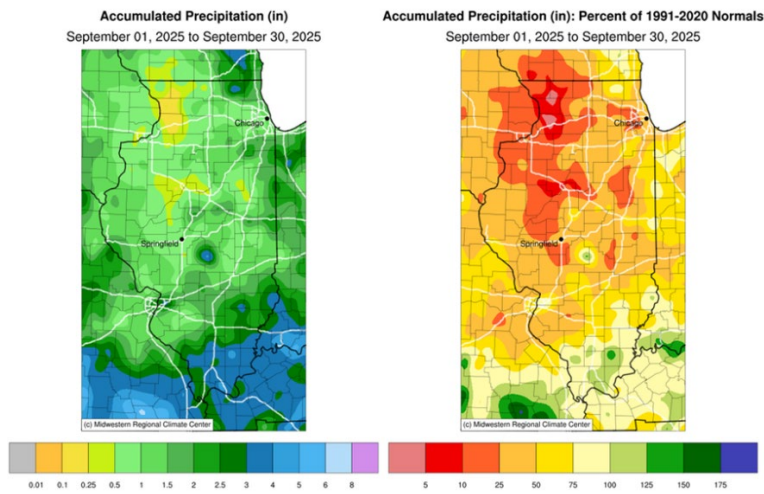 Accumulated Precipitation (in)
September 01, 2025 to September 30, 2025
Chicago
Springfield
(c) Midwestern Regional Climate Center
0.01 0.1 0.25 0.5 1 1.5 2 2.5 3 4 5 6 8
Accumulated Precipitation (in): Percent of 1991-2020 Normals
September 01, 2025 to September 30, 2025
Chicago
Springfield
(c) Midwestern Regional Climate Center
5 10 25 50 75 100 125 150 175